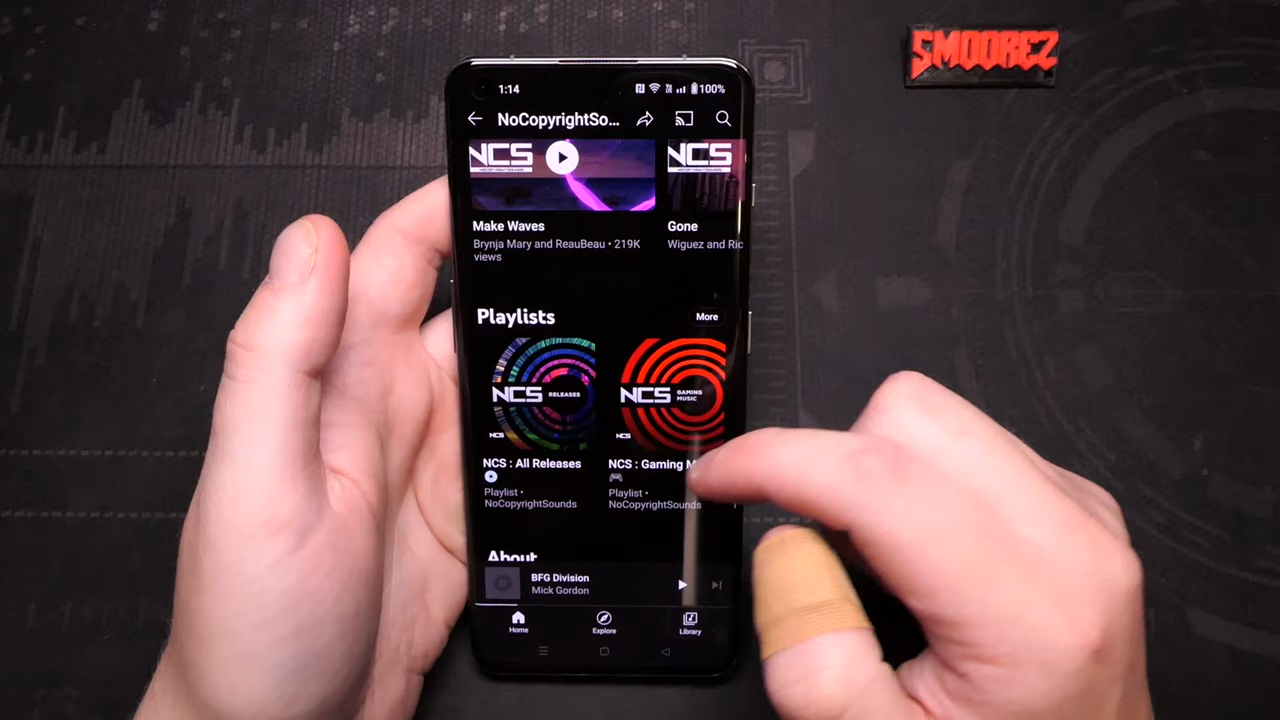 SMOOREZ
1:14
100%
NoCopyrightSo...
NCS
NCS
Make Waves
Gone
Brynja Mary and ReauBeau • 219K
views
Wiguez and Ric
Playlists
More
NCS RELEASES
NCS GAMING
MUSIC
NCS
NCS
NCS : All Releases
NCS : Gaming M
Playlist •
NoCopyrightSounds
Playlist •
NoCopyrightSounds
About
BFG Division
Mick Gordon
Home
Explore
Library